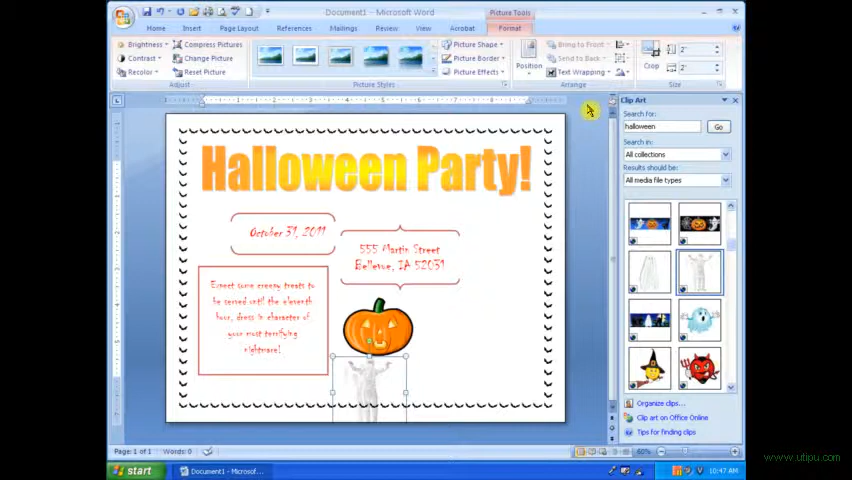 Document1 - Microsoft Word
Picture Tools
Home
Insert
Page Layout
References
Mailings
Review
View
Acrobat
Format
Brightness
Compress Pictures
Picture Shape
Bring to Front
Contrast
Change Picture
Picture Border
Send to Back
Recolor
Reset Picture
Picture Effects
Position
Text Wrapping
Crop
2"
2"
Adjust
Picture Styles
Arrange
Size
Clip Art
Search for:
halloween
Go
Search in:
All collections
Results should be:
All media file types
Halloween Party!
October 31, 2011
555 Martin Street
Bellevue, IA 52031
Expect some creepy treats to
be served until the eleventh
hour, dress in character of
your most terrifying
nightmare!
Organize clips...
Clip art on Office Online
Tips for finding clips
Page: 1 of 1
Words: 0
60%
start
Document1 - Microsof...
10:47 AM
www.utipu.com